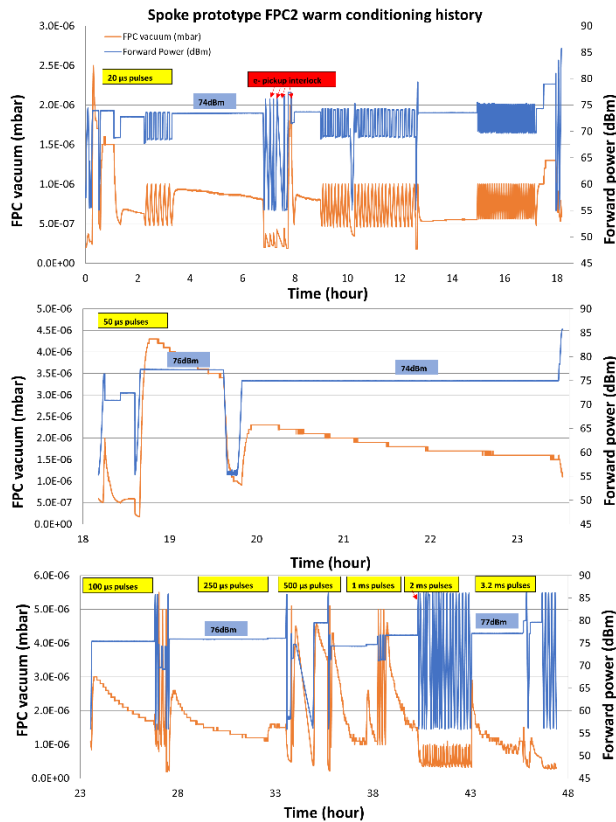 Spoke prototype FPC2 warm conditioning history
FPC vacuum (mbar)
Forward Power (dBm)
20 µs pulses
e- pickup interlock
74dBm
3.0E-06
2.5E-06
2.0E-06
1.5E-06
1.0E-06
5.0E-07
0.0E+00
90
85
80
75
70
65
60
55
50
45
0 2 4 6 8 10 12 14 16 18
FPC vacuum (mbar)
Forward power (dBm)
Time (hour)
50 µs pulses
76dBm
74dBm
5.0E-06
4.5E-06
4.0E-06
3.5E-06
3.0E-06
2.5E-06
2.0E-06
1.5E-06
1.0E-06
5.0E-07
0.0E+00
90
85
80
75
70
65
60
55
50
45
18 19 20 21 22 23
FPC vacuum (mbar)
Forward power (dBm)
Time (hour)
100 µs pulses 250 µs pulses 500 µs pulses 1 ms pulses 2 ms pulses 3.2 ms pulses
76dBm
77dBm
6.0E-06
5.0E-06
4.0E-06
3.0E-06
2.0E-06
1.0E-06
0.0E+00
90
85
80
75
70
65
60
55
50
45
23 28 33 38 43 48
FPC vacuum (mbar)
Forward power (dBm)
Time (hour)